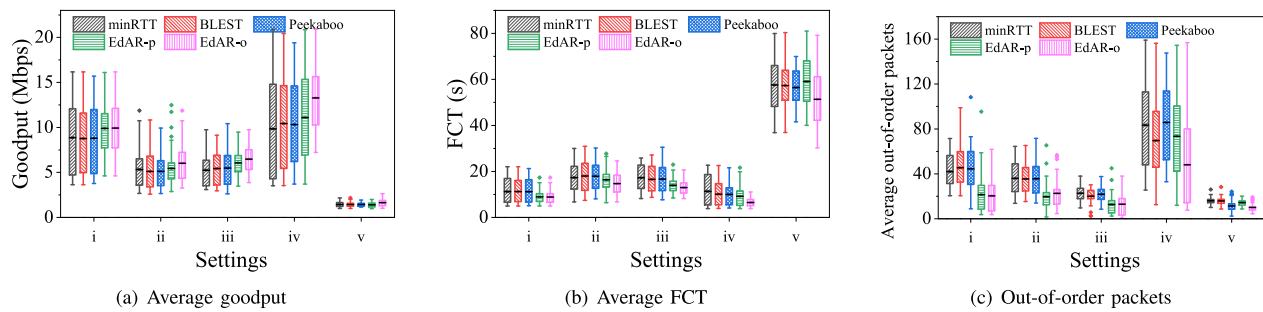 minRTT BLEST Peekaboo
EdAR-p EdAR-o
20
15
10
5
0
Goodput (Mbps)
i ii iii iv v
Settings
(a) Average goodput
minRTT BLEST Peekaboo
EdAR-p EdAR-o
80
60
40
20
0
FCT (s)
i ii iii iv v
Settings
(b) Average FCT
minRTT BLEST Peekaboo
EdAR-p EdAR-o
160
120
80
40
0
Average out-of-order packets
i ii iii iv v
Settings
(c) Out-of-order packets